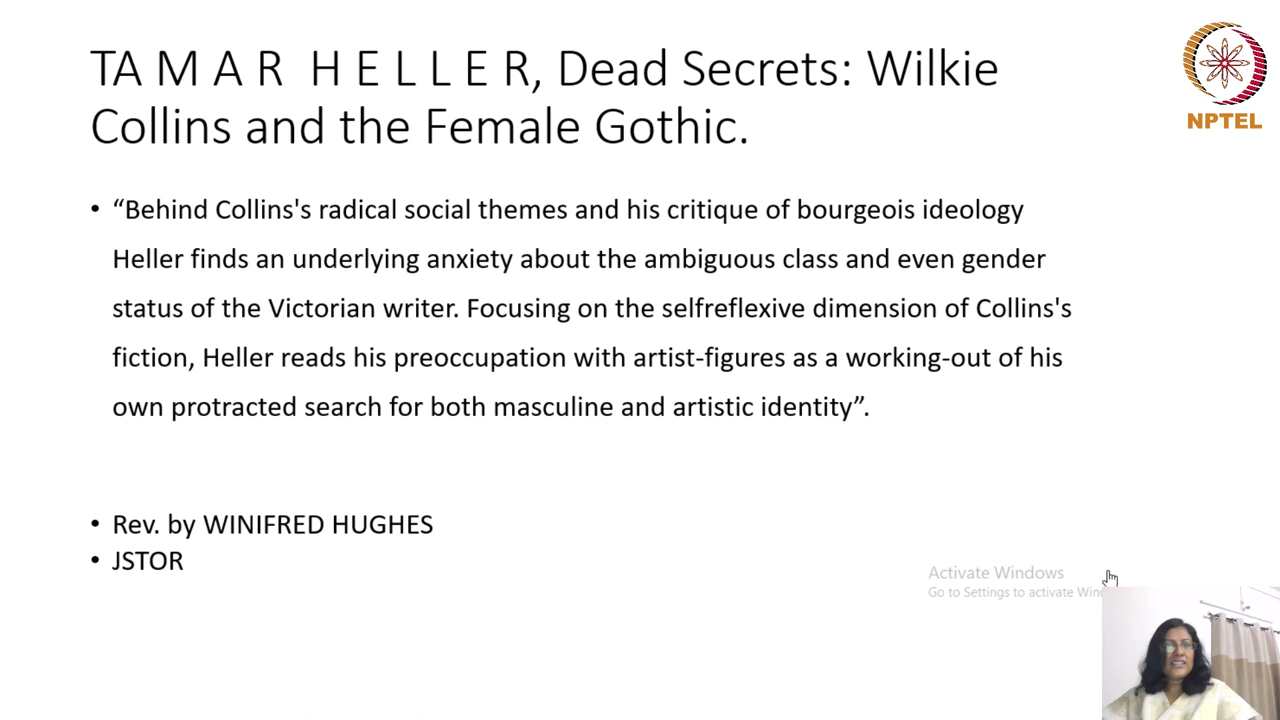 TA M A R H E L L E R, Dead Secrets: Wilkie
Collins and the Female Gothic.
NPTEL
• “Behind Collins's radical social themes and his critique of bourgeois ideology
Heller finds an underlying anxiety about the ambiguous class and even gender
status of the Victorian writer. Focusing on the selfreflexive dimension of Collins's
fiction, Heller reads his preoccupation with artist-figures as a working-out of his
own protracted search for both masculine and artistic identity”.
• Rev. by WINIFRED HUGHES
• JSTOR
Activate Windows
Go to Settings to activate